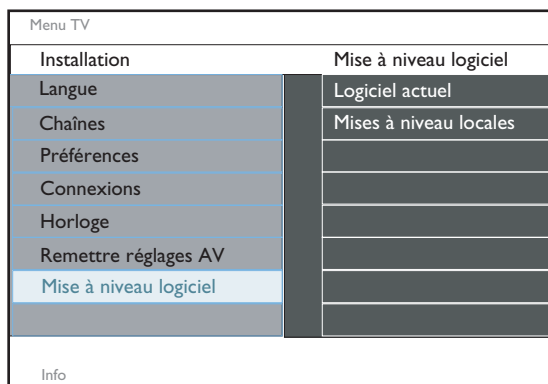 Menu TV
Installation
Mise à niveau logiciel
Langue
Logiciel actuel
Chaînes
Mises à niveau locales
Préférences
Connexions
Horloge
Remettre réglages AV
Mise à niveau logiciel
Info